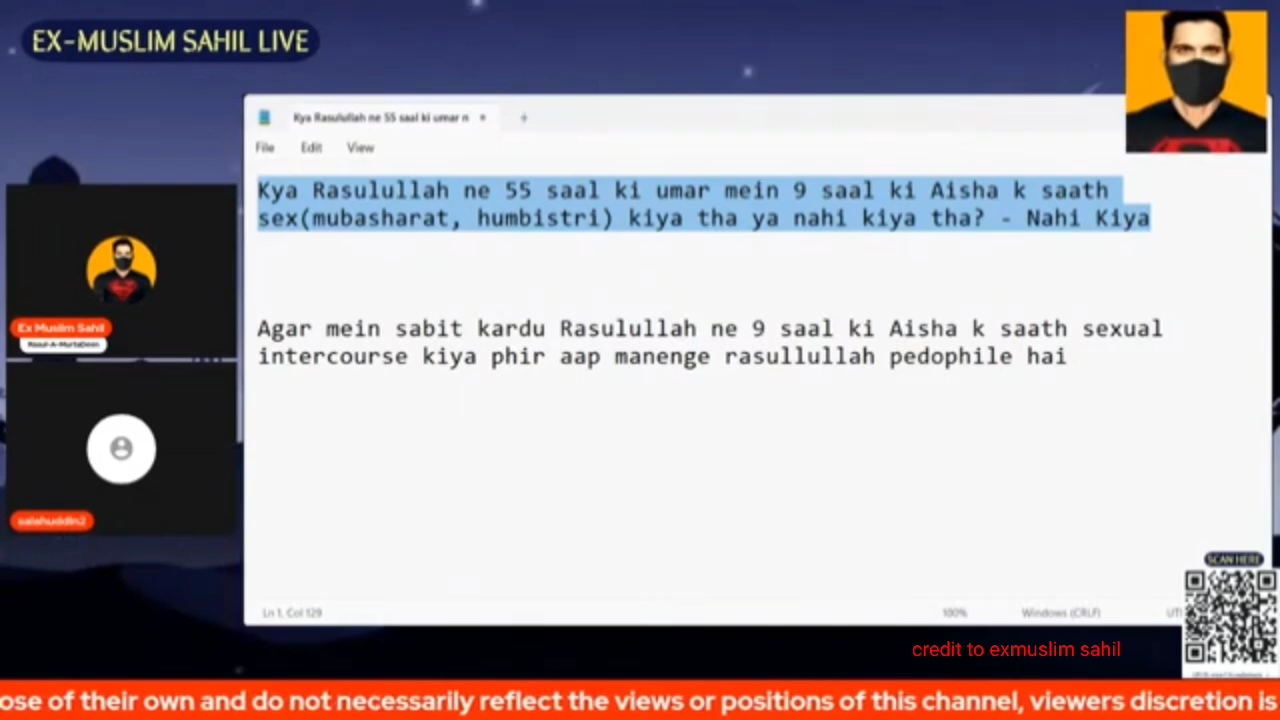 EX-MUSLIM SAHIL LIVE
Kya Rasulullah ne 55 saal ki umar n
File Edit View
Kya Rasulullah ne 55 saal ki umar mein 9 saal ki Aisha k saath
sex(mubasharat, humbistri) kiya tha ya nahi kiya tha? - Nahi Kiya
Agar mein sabit kardu Rasulullah ne 9 saal ki Aisha k saath sexual
intercourse kiya phir aap manenge rasullullah pedophile hai
Ex Muslim Sahil
Rasul-A-Murtadeen
salahuddin2
Ln 1, Col 129 100% Windows (CRLF) UT
SCAN HERE
credit to exmuslim sahil
ose of their own and do not necessarily reflect the views or positions of this channel, viewers discretion is